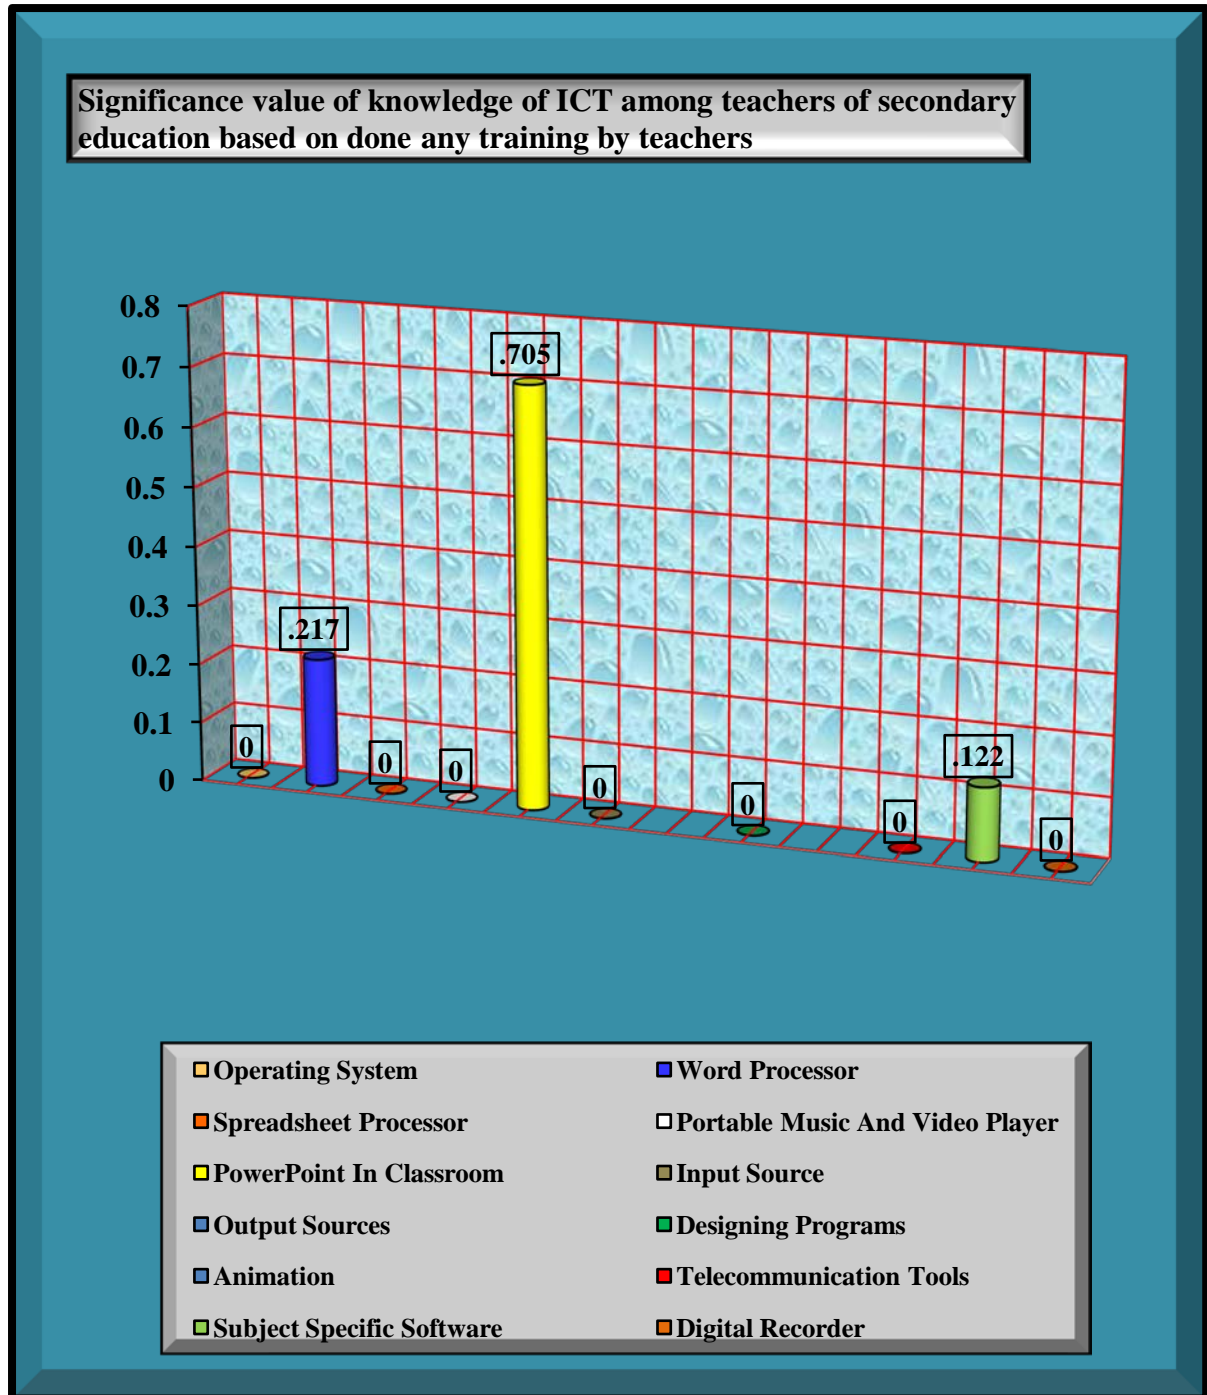 Significance value of knowledge of ICT among teachers of secondary
education based on done any training by teachers
0.8
0.7
0.6
0.5
0.4
0.3
0.2
0.1
0
0
.217
0
0
.705
0
0
0
.122
0
Operating System
Word Processor
Spreadsheet Processor
Portable Music And Video Player
PowerPoint In Classroom
Input Source
Output Sources
Designing Programs
Animation
Telecommunication Tools
Subject Specific Software
Digital Recorder